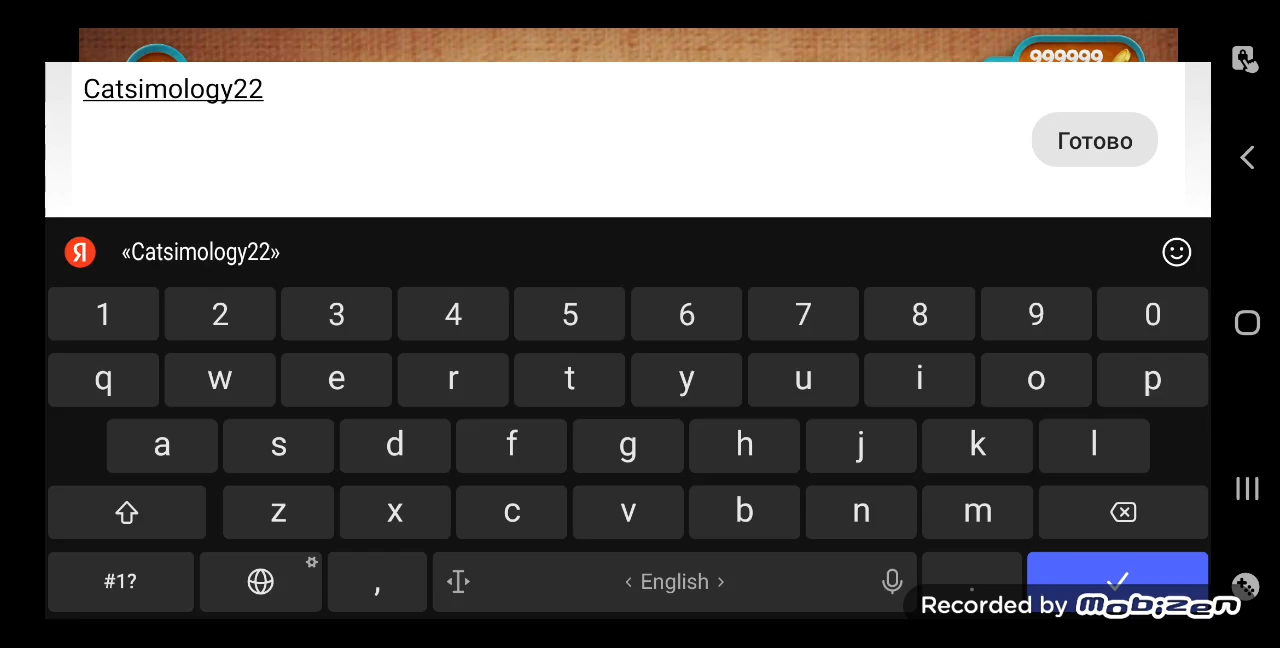 999999
Catsimology22
Готово
Я «Catsimology22»
1 2 3 4 5 6 7 8 9 0
q w e r t y u i o p
a s d f g h j k l
z x c v b n m
#1? , ‹ English › .
Recorded by Mobizen